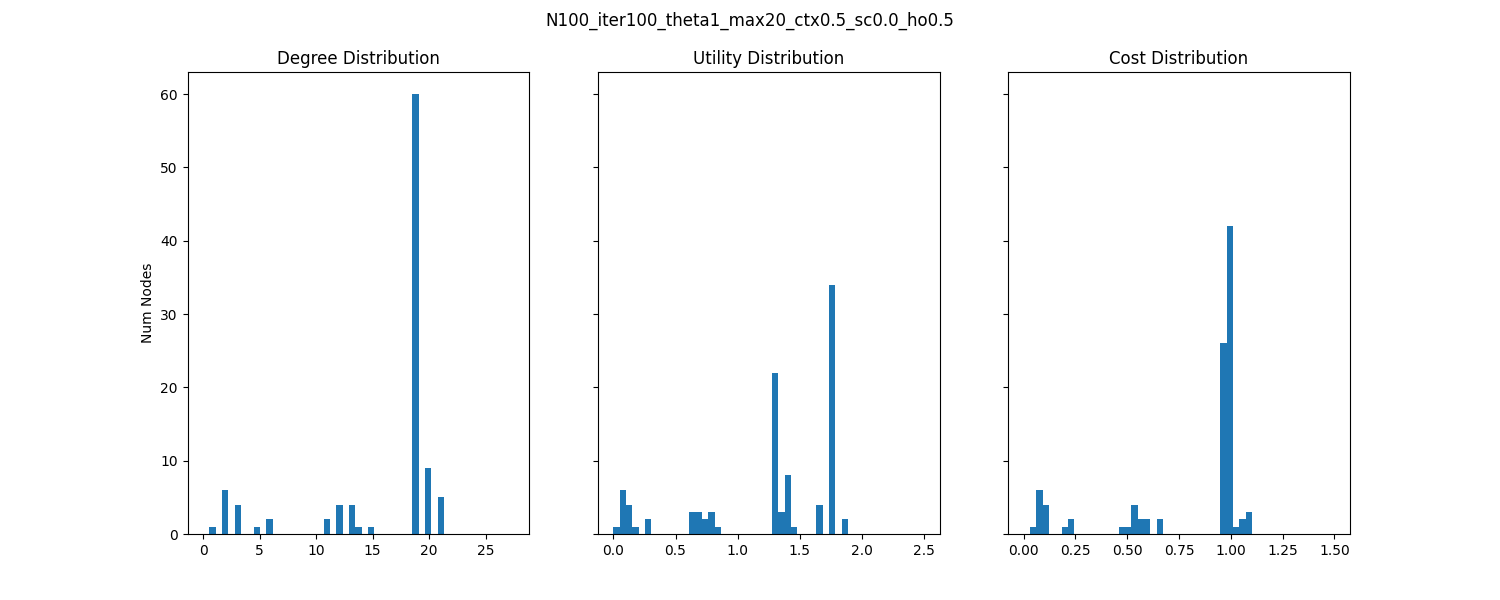 N100_iter100_theta1_max20_ctx0.5_sc0.0_ho0.5
Degree Distribution
Utility Distribution
Cost Distribution
Num Nodes
60
50
40
30
20
10
0
0 5 10 15 20 25
0.0 0.5 1.0 1.5 2.0 2.5
0.00 0.25 0.50 0.75 1.00 1.25 1.50